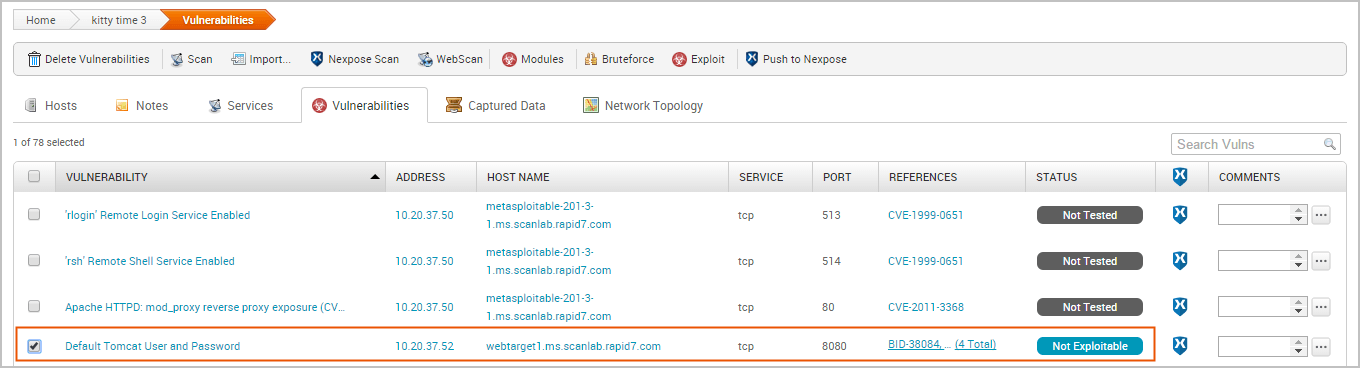 Home kitty time 3 Vulnerabilities
Delete Vulnerabilities Scan Import... Nexpose Scan WebScan Modules Bruteforce Exploit Push to Nexpose
Hosts Notes Services Vulnerabilities Captured Data Network Topology
1 of 78 selected
Search Vulns
VULNERABILITY ADDRESS HOST NAME SERVICE PORT REFERENCES STATUS COMMENTS
'rlogin' Remote Login Service Enabled 10.20.37.50 metasploitable-201-3-
1.ms.scanlab.rapid7.com tcp 513 CVE-1999-0651 Not Tested ...
'rsh' Remote Shell Service Enabled 10.20.37.50 metasploitable-201-3-
1.ms.scanlab.rapid7.com tcp 514 CVE-1999-0651 Not Tested ...
Apache HTTPD: mod_proxy reverse proxy exposure (CV... 10.20.37.50 metasploitable-201-3-
1.ms.scanlab.rapid7.com tcp 80 CVE-2011-3368 Not Tested ...
Default Tomcat User and Password 10.20.37.52 webtarget1.ms.scanlab.rapid7.com tcp 8080 BID-38084, ... (4 Total) Not Exploitable ...